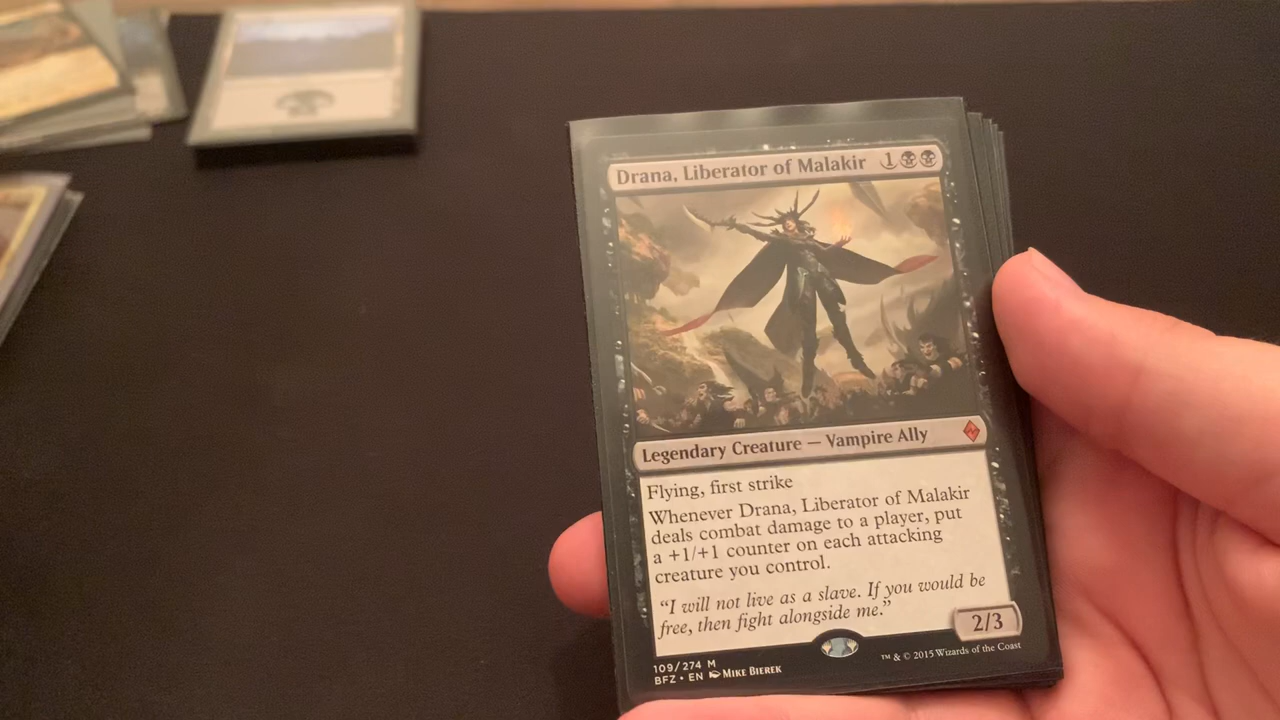 Drana, Liberator of Malakir 1
Legendary Creature — Vampire Ally
Flying, first strike
Whenever Drana, Liberator of Malakir
deals combat damage to a player, put
a +1/+1 counter on each attacking
creature you control.
“I will not live as a slave. If you would be
free, then fight alongside me.”
2/3
109/274 M
BFZ • EN MIKE BIEREK
™ & © 2015 Wizards of the Coast